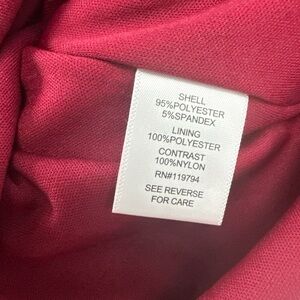 SHELL
95%POLYESTER
5%SPANDEX
LINING
100%POLYESTER
CONTRAST
100%NYLON
RN#119794
SEE REVERSE
FOR CARE